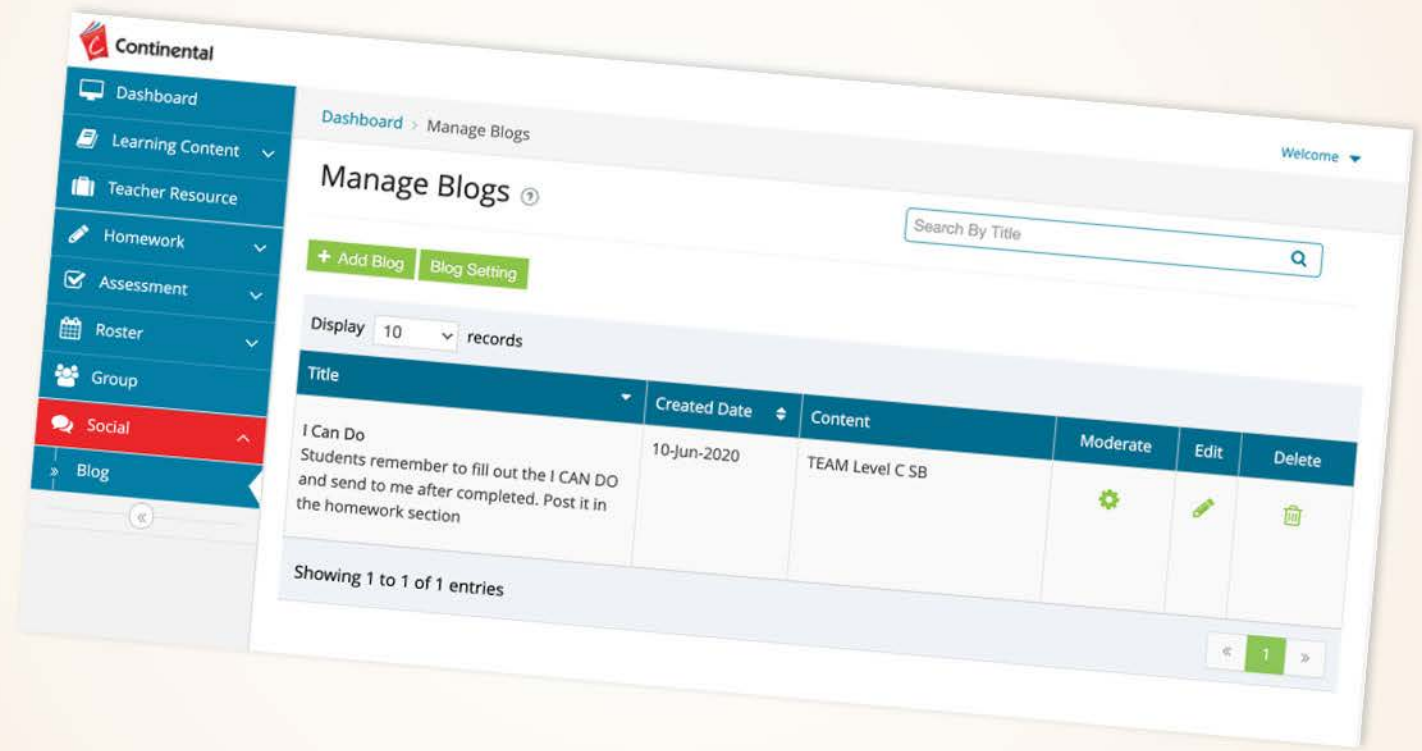 Continental
Dashboard
Learning Content
Teacher Resource
Homework
Assessment
Roster
Group
Social
» Blog
«
Dashboard > Manage Blogs
Welcome
Manage Blogs ?
Search By Title
+ Add Blog Blog Setting
Display 10 records
Title Created Date Content Moderate Edit Delete
I Can Do
Students remember to fill out the I CAN DO
and send to me after completed. Post it in
the homework section
10-Jun-2020
TEAM Level C SB
Showing 1 to 1 of 1 entries
« 1 »